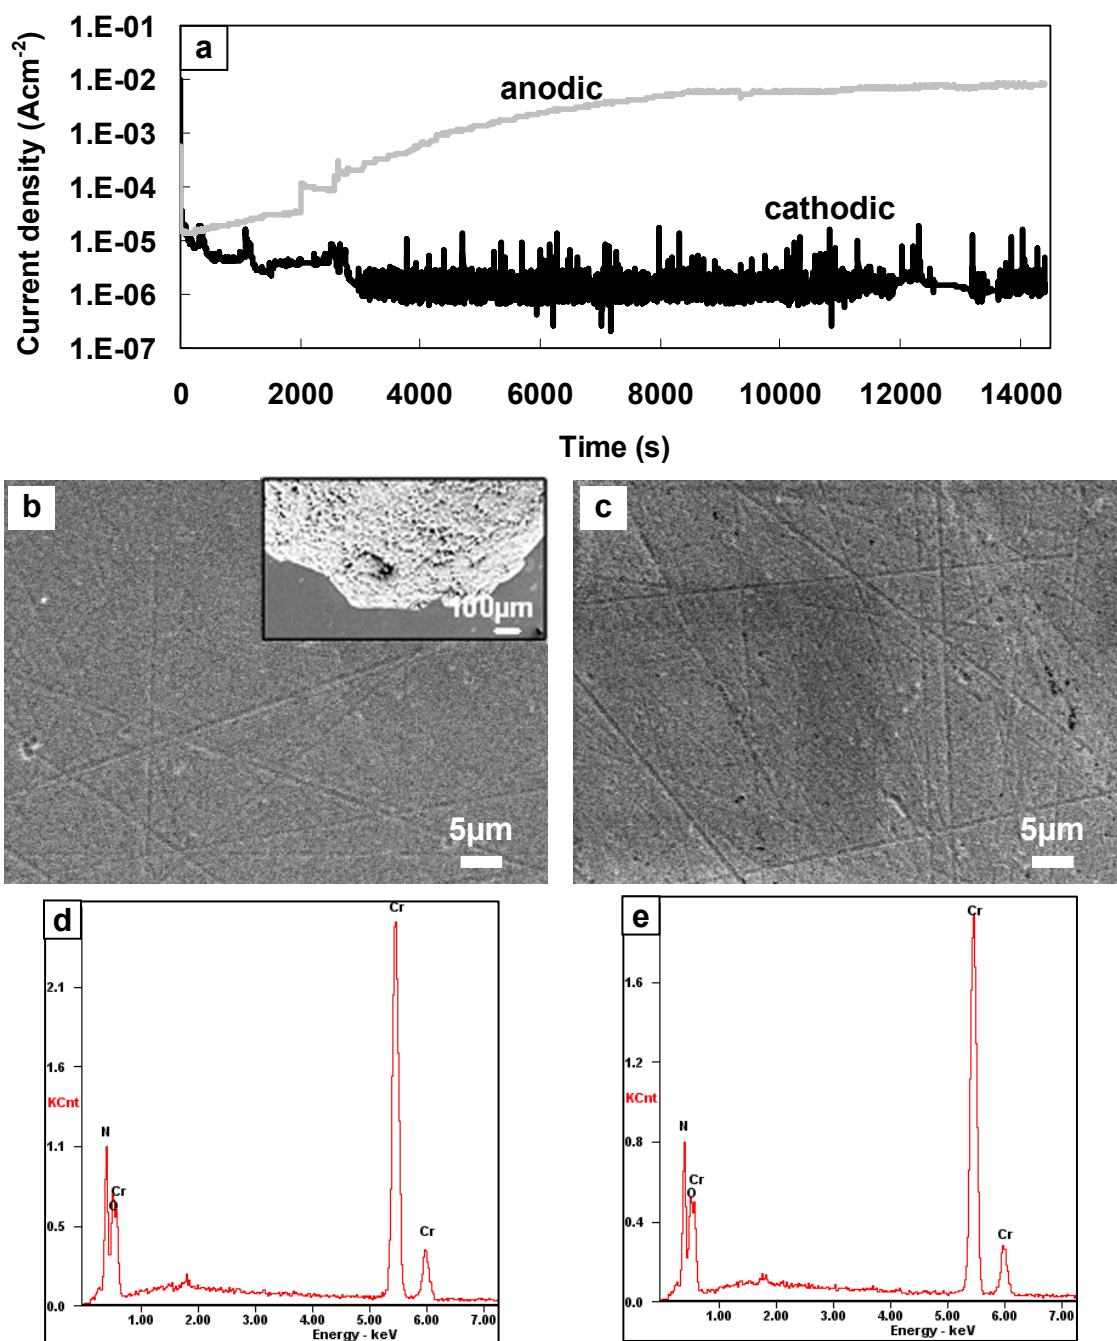 a
1.E-01
1.E-02
1.E-03
1.E-04
1.E-05
1.E-06
1.E-07
Current density (Acm-2)
anodic
cathodic
0 2000 4000 6000 8000 10000 12000 14000
Time (s)
b
100µm
5µm
c
5µm
d
Cr
2.1
1.6
KCnt
1.1
0.5
0.0
N
Cr
O
Cr
1.00 2.00 3.00 4.00 5.00 6.00 7.00
Energy - keV
e
Cr
1.6
1.2
KCnt
0.8
0.4
0.0
N
Cr
O
Cr
1.00 2.00 3.00 4.00 5.00 6.00 7.00
Energy - keV